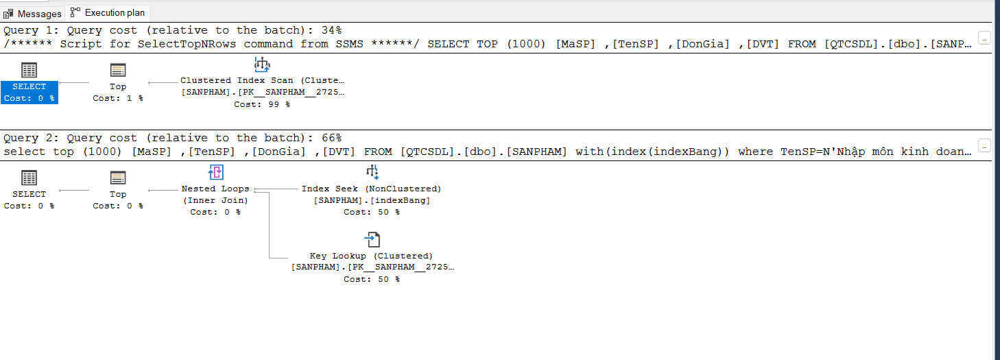 Messages Execution plan
Query 1: Query cost (relative to the batch): 34%
/****** Script for SelectTopNRows command from SSMS ******/ SELECT TOP (1000) [MaSP] ,[TenSP] ,[DonGia] ,[DVT] FROM [QTCSDL].[dbo].[SANP…
SELECT
Cost: 0 %
Top
Cost: 1 %
Clustered Index Scan (Cluste…
[SANPHAM].[PK__SANPHAM__2725…
Cost: 99 %
Query 2: Query cost (relative to the batch): 66%
select top (1000) [MaSP] ,[TenSP] ,[DonGia] ,[DVT] FROM [QTCSDL].[dbo].[SANPHAM] with(index(indexBang)) where TenSP=N'Nhập môn kinh doan…
SELECT
Cost: 0 %
Top
Cost: 0 %
Nested Loops
(Inner Join)
Cost: 0 %
Index Seek (NonClustered)
[SANPHAM].[indexBang]
Cost: 50 %
Key Lookup (Clustered)
[SANPHAM].[PK__SANPHAM__2725…
Cost: 50 %